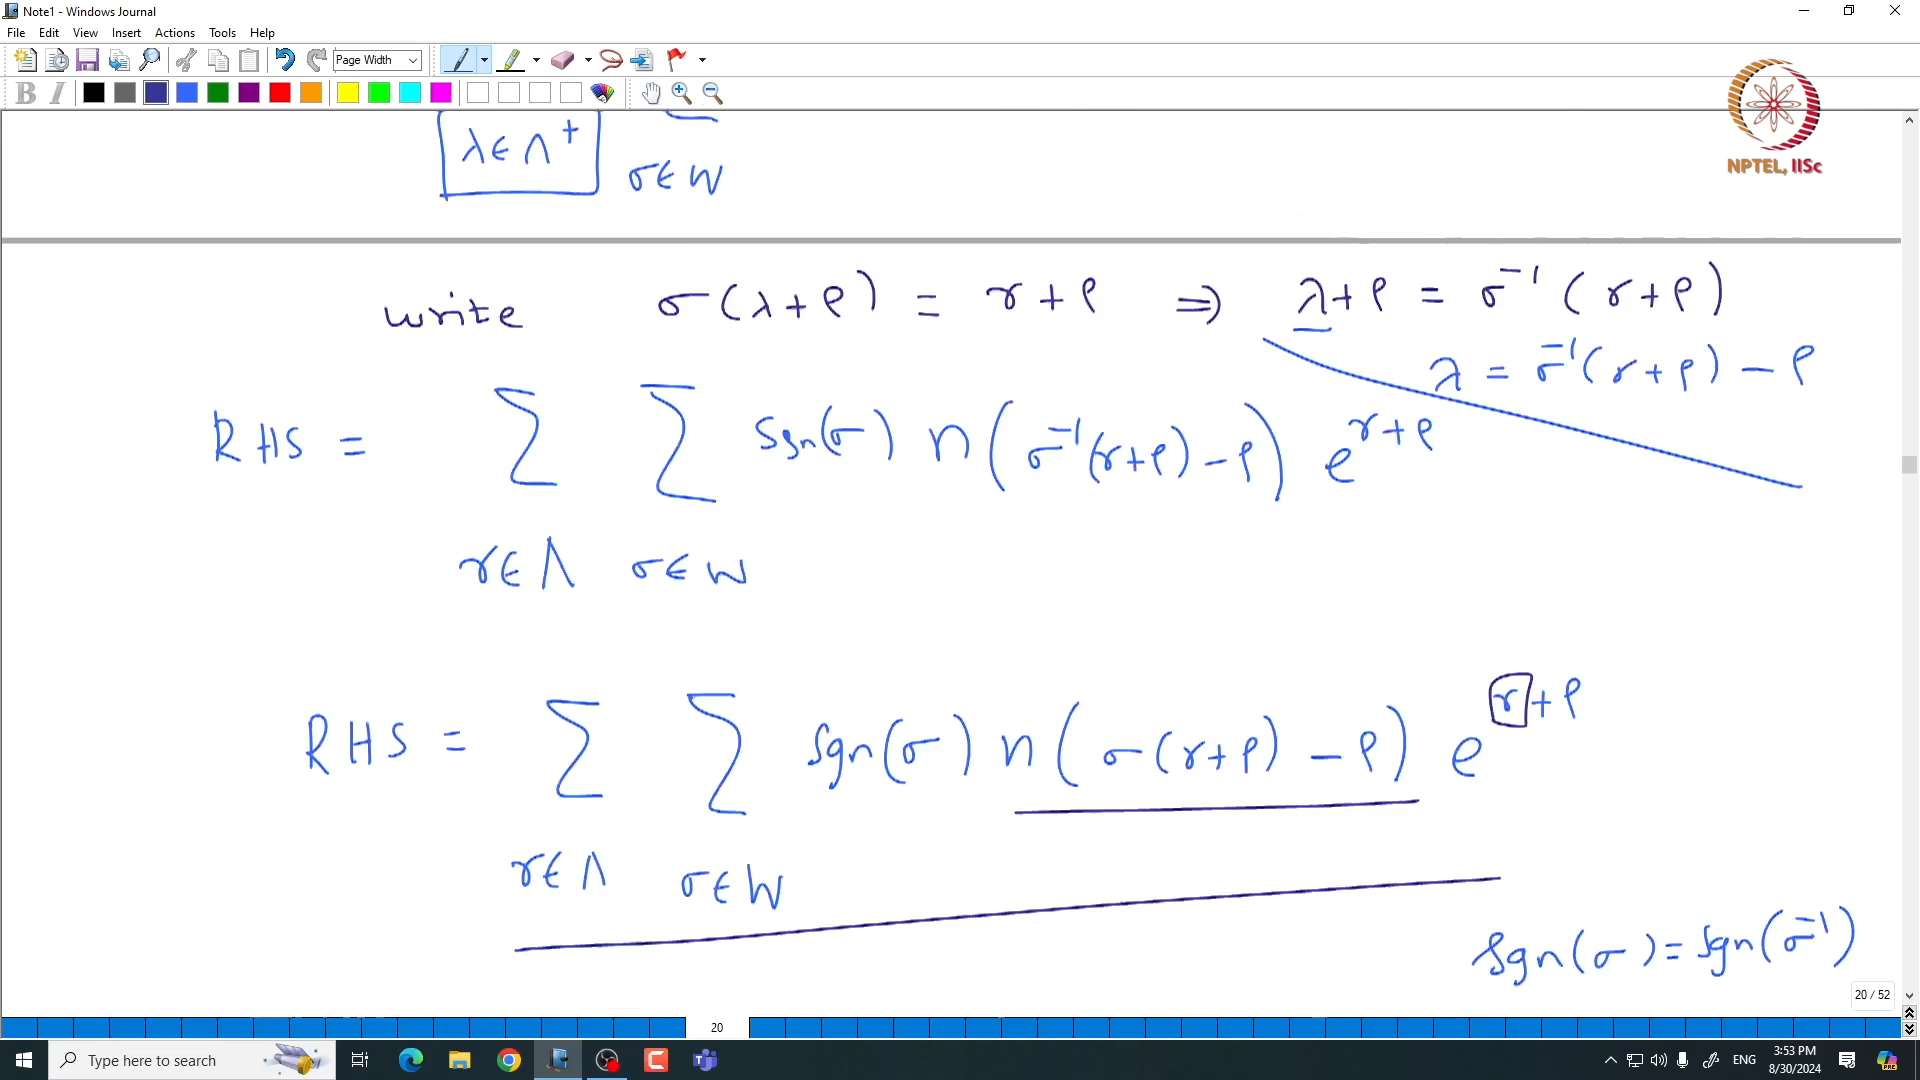 Note1 - Windows Journal
File Edit View Insert Actions Tools Help
Page Width
B I
NPTEL, IISc
λ ∈ Λ⁺ σ ∈ W
write σ(λ+ρ) = r+ρ ⇒ λ+ρ = σ⁻¹(r+ρ)
λ = σ⁻¹(r+ρ) - ρ
RHS = Σ Σ sgn(σ) n(σ⁻¹(r+ρ) - ρ) e^{r+ρ}
r ∈ Λ σ ∈ W
RHS = Σ Σ sgn(σ) n(σ(r+ρ) - ρ) e^{r+ρ}
r ∈ Λ σ ∈ W
sgn(σ) = sgn(σ⁻¹)
20 / 52
20
Type here to search
ENG
3:53 PM
8/30/2024